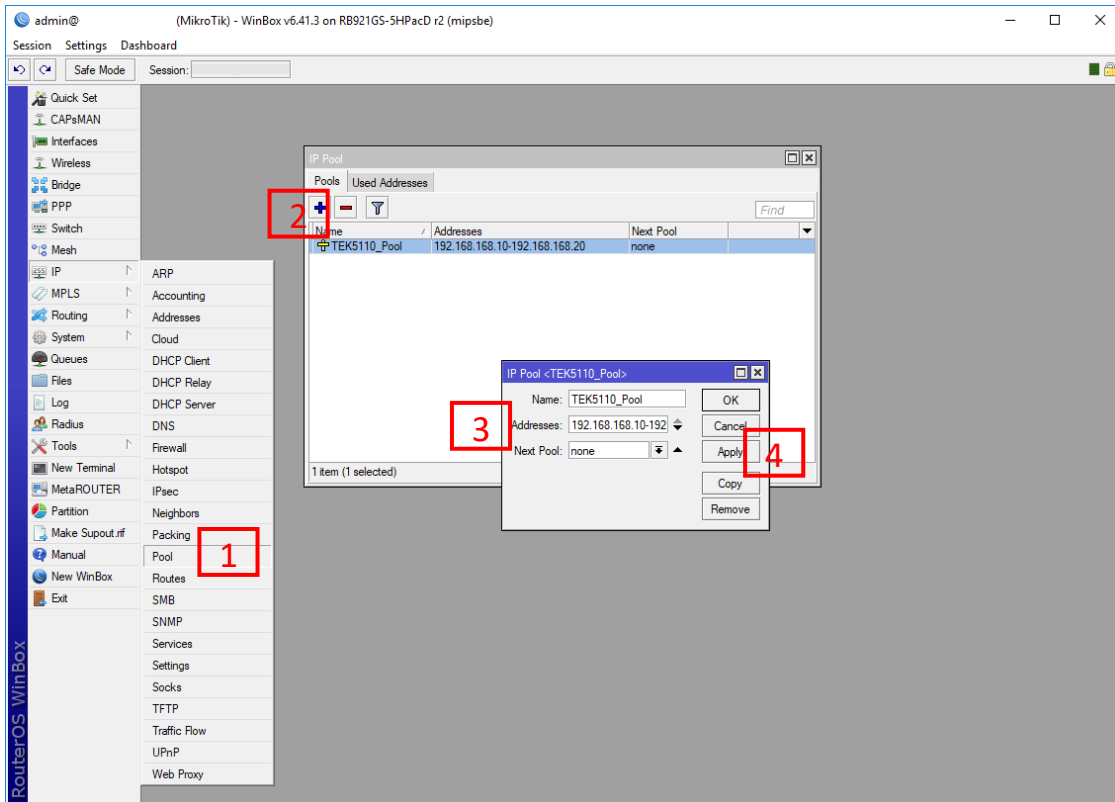 admin@ (MikroTik) - WinBox v6.41.3 on RB921GS-5HPacD r2 (mipsbe)
Session Settings Dashboard
Safe Mode Session:
Quick Set
CAPsMAN
Interfaces
Wireless
Bridge
PPP
Switch
Mesh
IP
MPLS
Routing
System
Queues
Files
Log
Radius
Tools
New Terminal
MetaROUTER
Partition
Make Supout.rif
Manual
New WinBox
Exit
RouterOS WinBox
ARP
Accounting
Addresses
Cloud
DHCP Client
DHCP Relay
DHCP Server
DNS
Firewall
Hotspot
IPsec
Neighbors
Packing
Pool
1
Routes
SMB
SNMP
Services
Settings
Socks
TFTP
Traffic Flow
UPnP
Web Proxy
IP Pool
Pools Used Addresses
2
Find
Name Addresses Next Pool
TEK5110_Pool 192.168.168.10-192.168.168.20 none
1 item (1 selected)
IP Pool <TEK5110_Pool>
Name: TEK5110_Pool OK
3
Addresses: 192.168.168.10-192 Cancel
Next Pool: none Apply
4
Copy
Remove